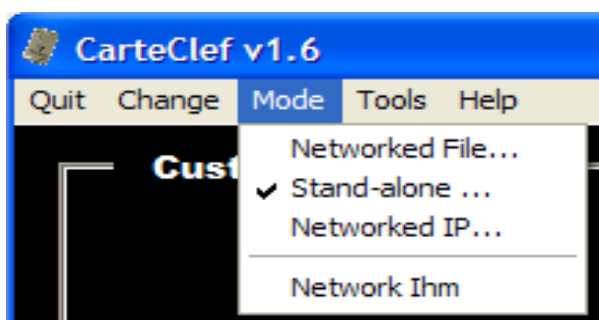 CarteClef v1.6
Quit Change Mode Tools Help
Networked File...
Stand-alone ...
Networked IP...
Network Ihm